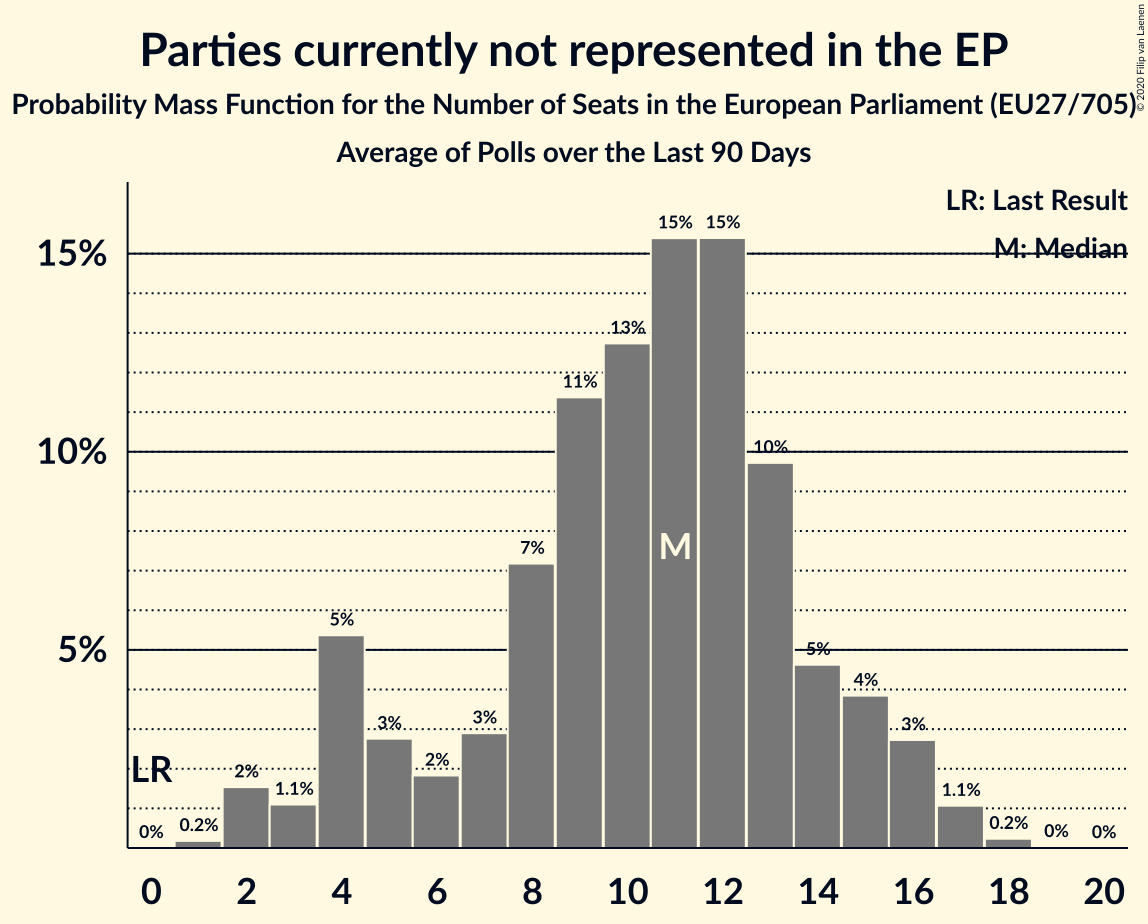 Parties currently not represented in the EP
Probability Mass Function for the Number of Seats in the European Parliament (EU27/705)
Average of Polls over the Last 90 Days
© 2020 Filip van Laenen
LR: Last Result
M: Median
15%
10%
5%
0%
0.2%
2%
1.1%
5%
3%
2%
3%
7%
11%
13%
15%
15%
10%
5%
4%
3%
1.1%
0.2%
0%
0%
LR
M
0 2 4 6 8 10 12 14 16 18 20